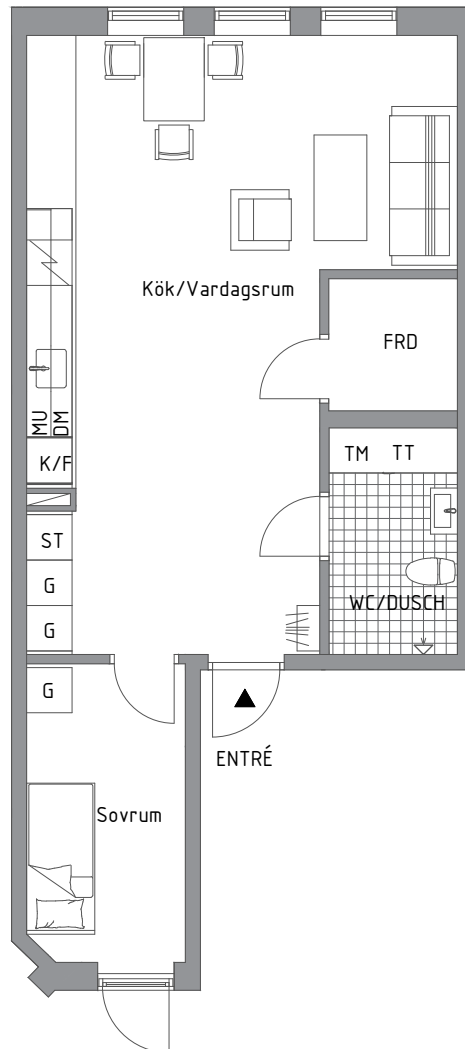 Kök/Vardagsrum
FRD
MU
DM
K/F
TM TT
ST
G
G
WC/DUSCH
G
ENTRÉ
Sovrum